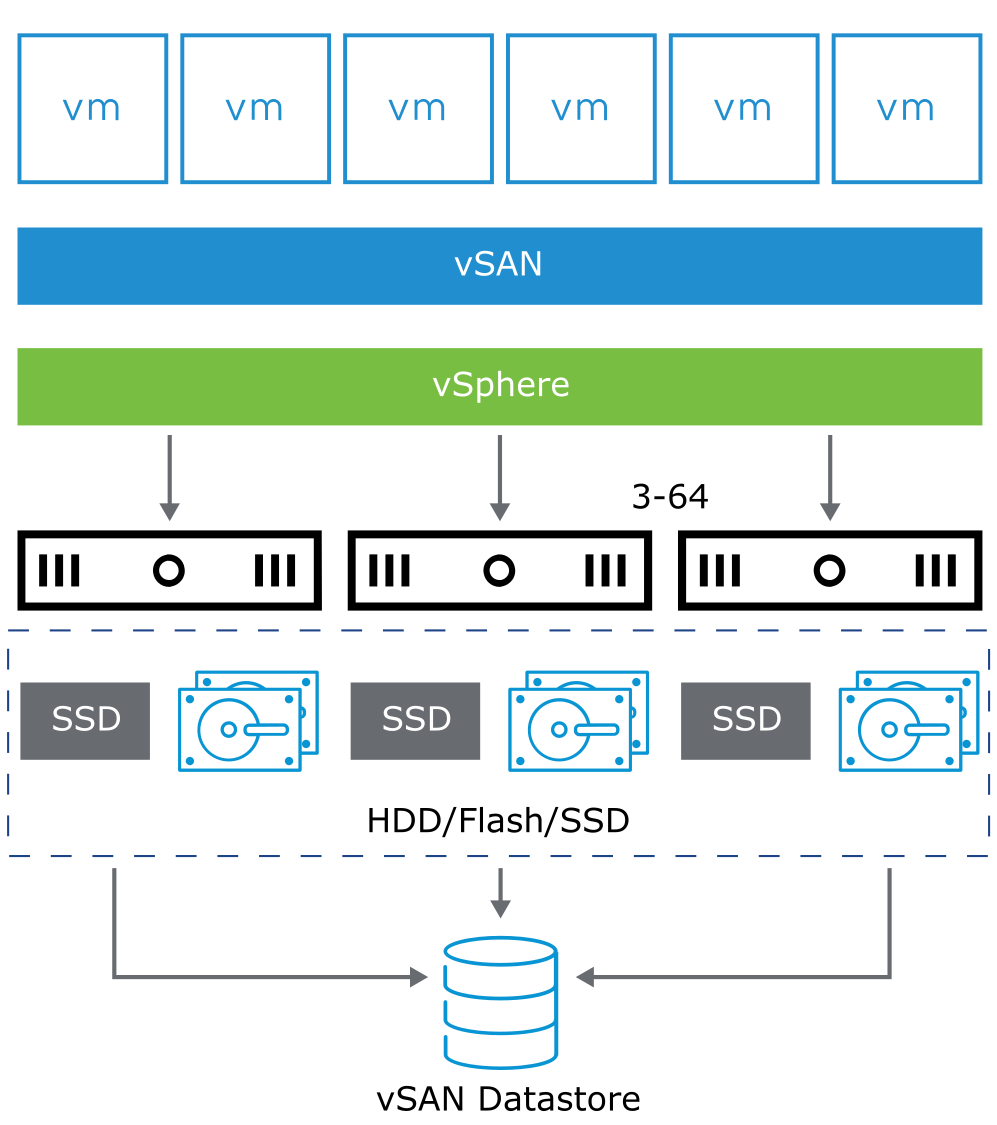 vm vm vm vm vm vm
vSAN
vSphere
3-64
SSD SSD SSD
HDD/Flash/SSD
vSAN Datastore